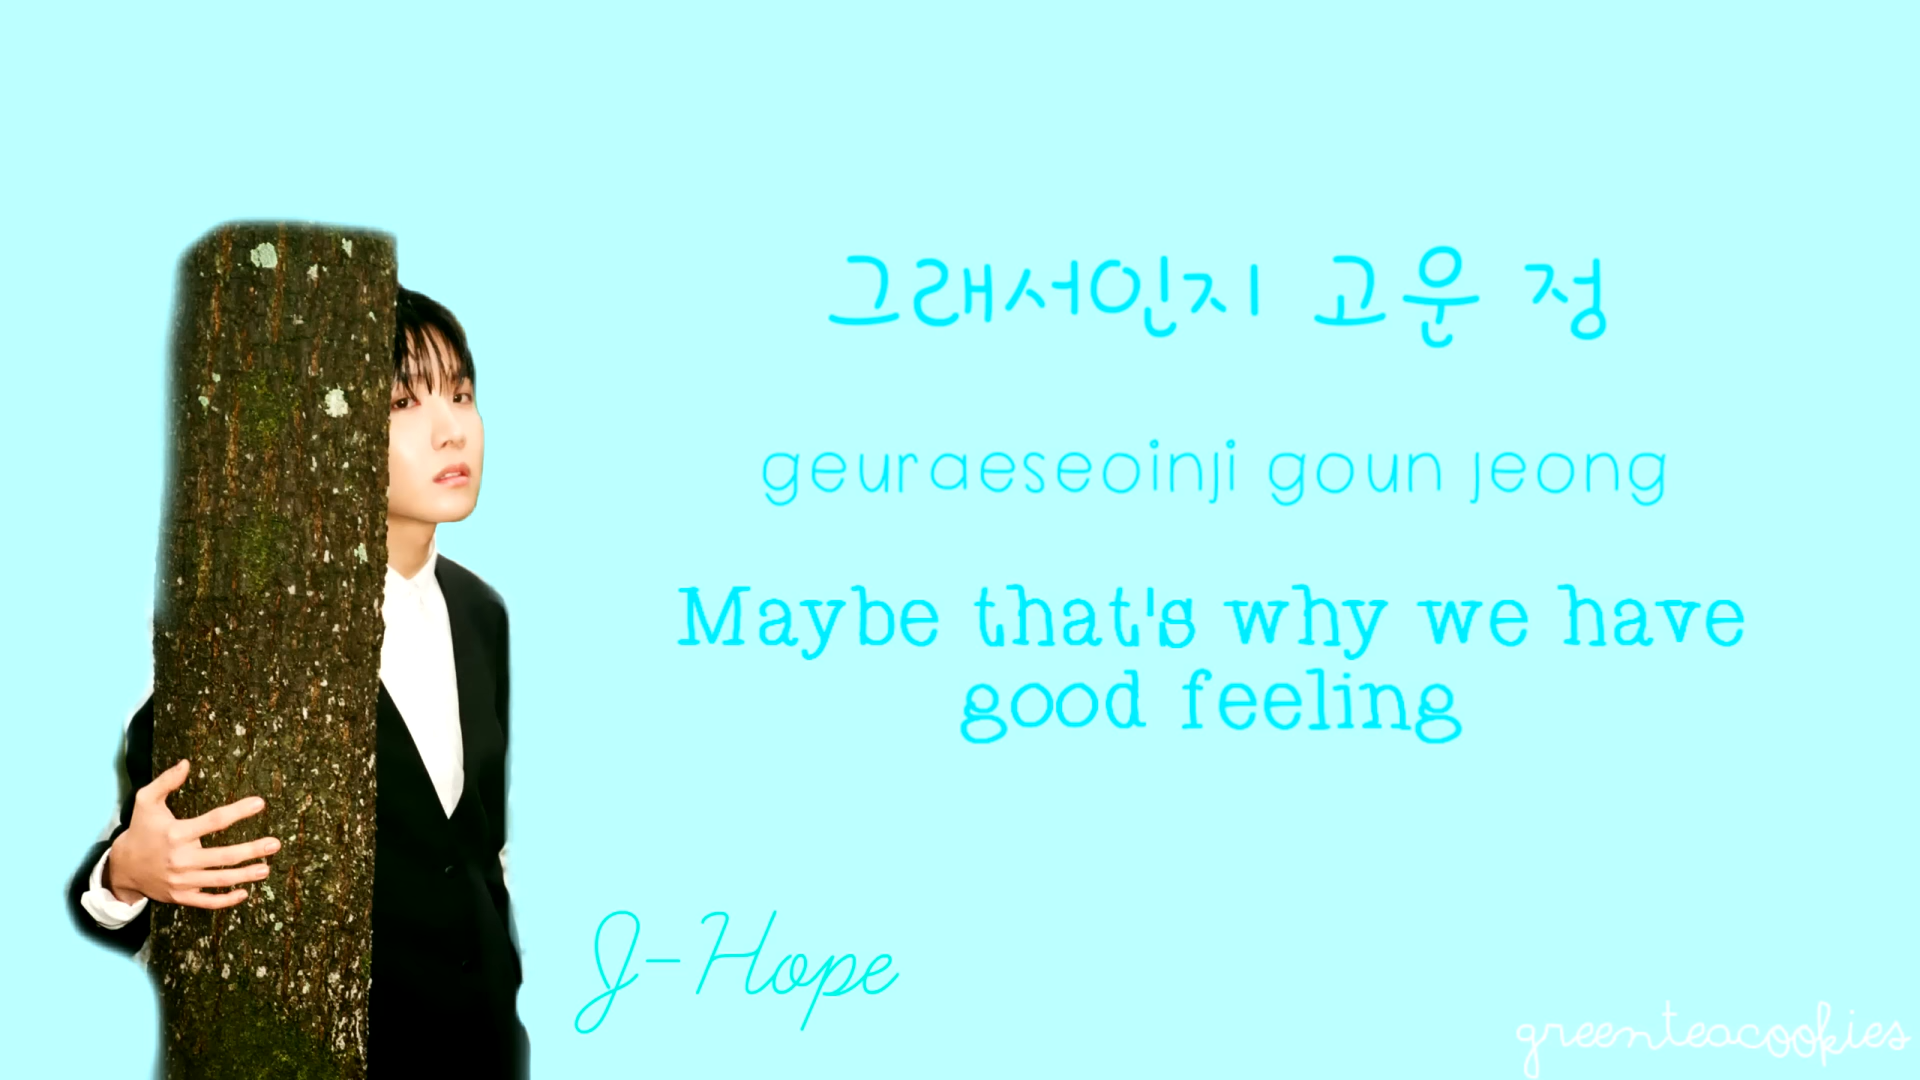 그래서인지 고운 정
geuraeseoinji goun jeong
Maybe that's why we have
good feeling
J-Hope
greenteacookies